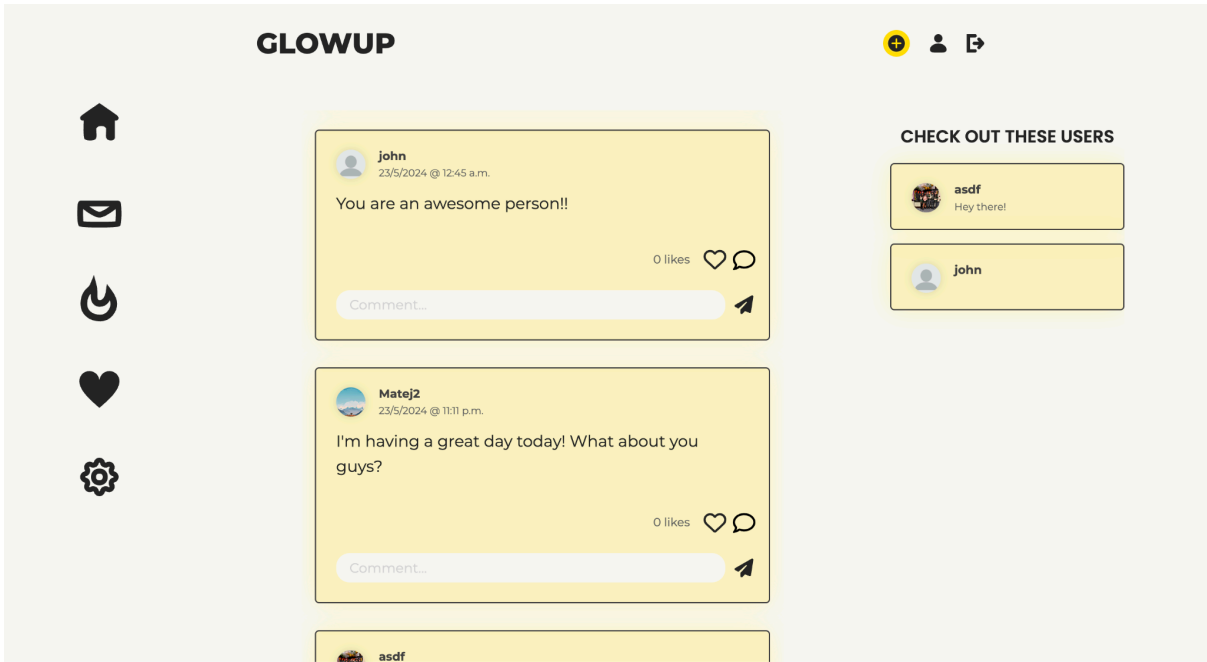 GLOWUP
john
23/5/2024 @ 12:45 a.m.
You are an awesome person!!
0 likes
Comment...
Matej2
23/5/2024 @ 11:11 p.m.
I'm having a great day today! What about you
guys?
0 likes
Comment...
asdf
CHECK OUT THESE USERS
asdf
Hey there!
john